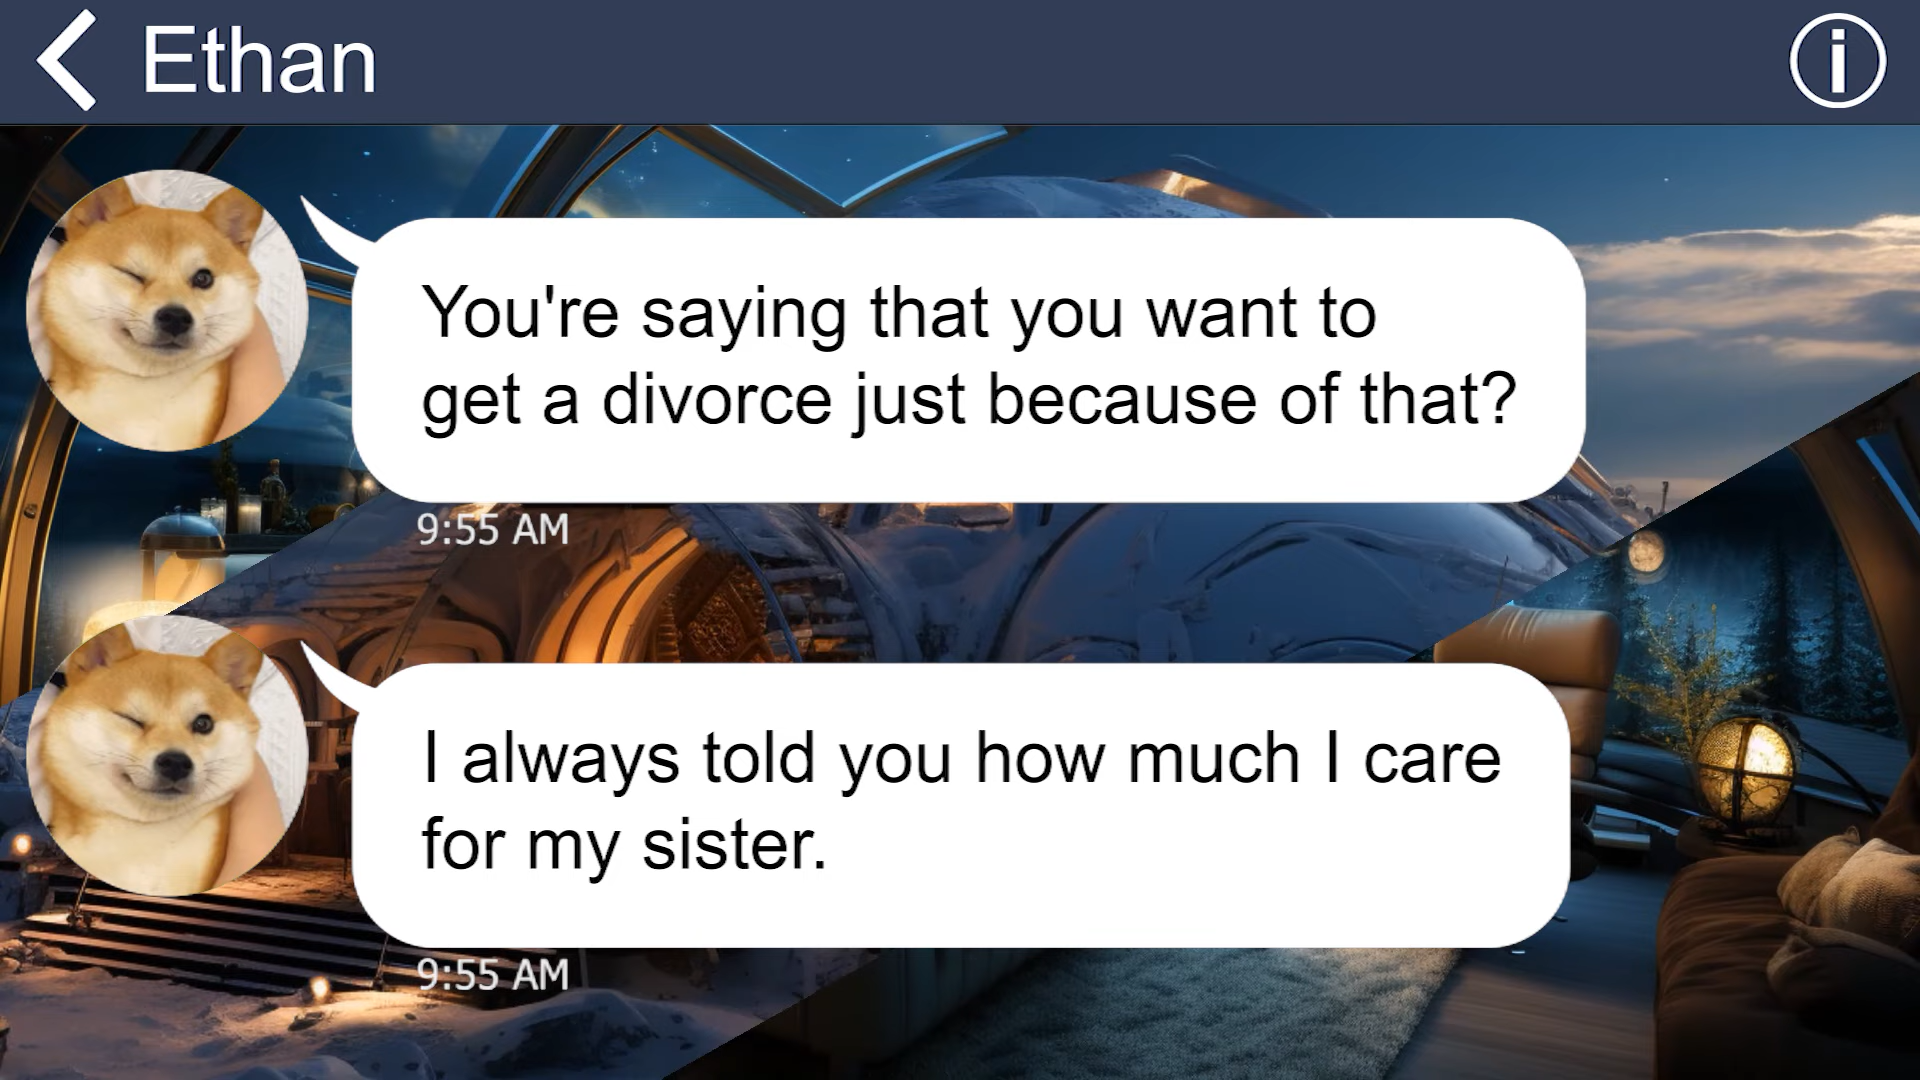 Ethan
You're saying that you want to
get a divorce just because of that?
9:55 AM
I always told you how much I care
for my sister.
9:55 AM